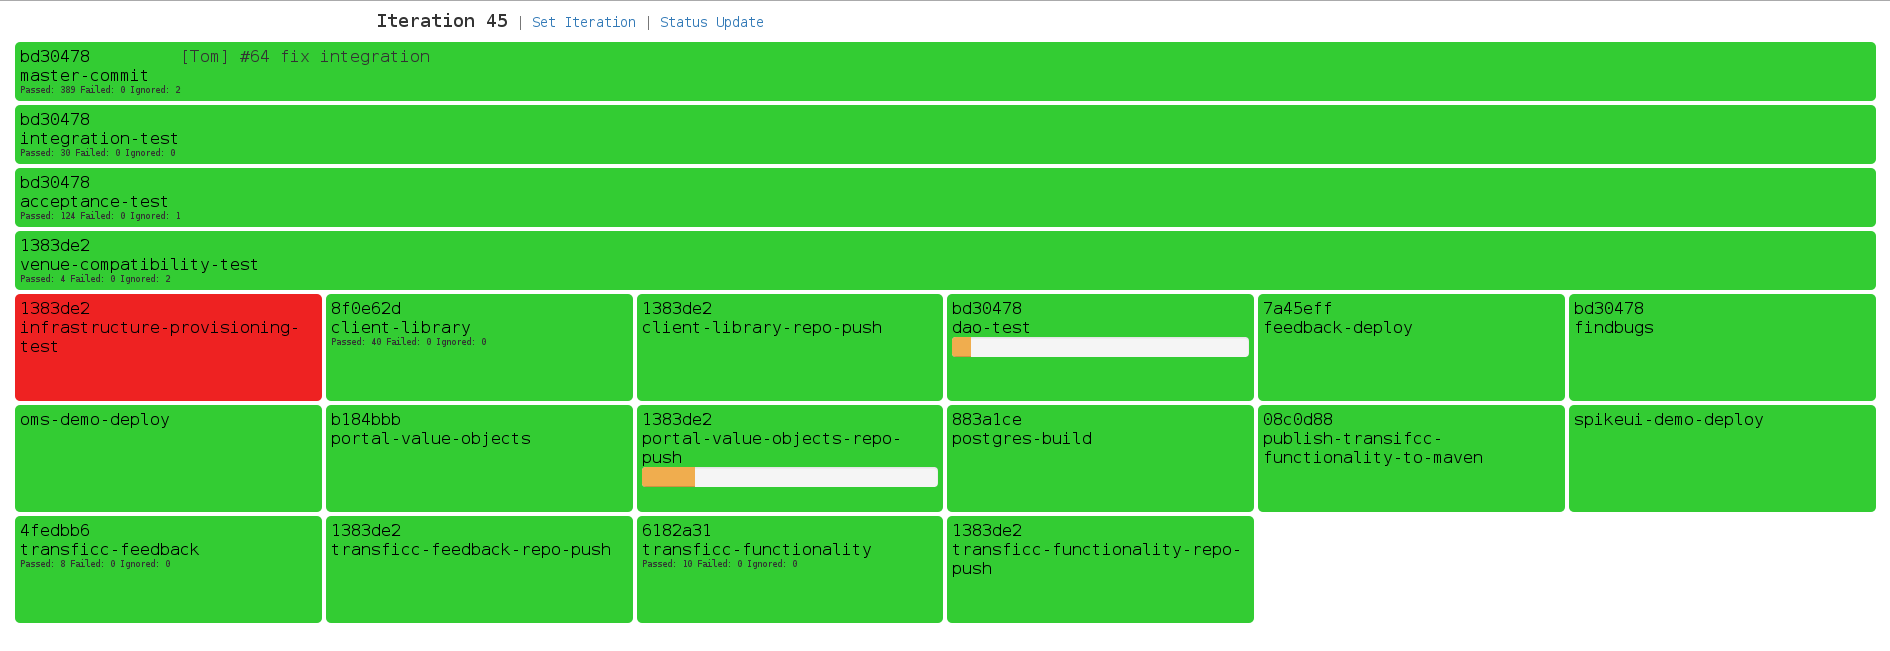 Iteration 45 | Set Iteration | Status Update
bd30478 [Tom] #64 fix integration
master-commit
Passed: 389 Failed: 0 Ignored: 2
bd30478
integration-test
Passed: 30 Failed: 0 Ignored: 0
bd30478
acceptance-test
Passed: 124 Failed: 0 Ignored: 1
1383de2
venue-compatibility-test
Passed: 4 Failed: 0 Ignored: 2
1383de2
infrastructure-provisioning-
test
8f0e62d
client-library
Passed: 40 Failed: 0 Ignored: 0
1383de2
client-library-repo-push
bd30478
dao-test
7a45eff
feedback-deploy
bd30478
findbugs
oms-demo-deploy
b184bbb
portal-value-objects
1383de2
portal-value-objects-repo-
push
883a1ce
postgres-build
08c0d88
publish-transifcc-
functionality-to-maven
spikeui-demo-deploy
4fedbb6
transficc-feedback
Passed: 8 Failed: 0 Ignored: 0
1383de2
transficc-feedback-repo-push
6182a31
transficc-functionality
Passed: 10 Failed: 0 Ignored: 0
1383de2
transficc-functionality-repo-
push